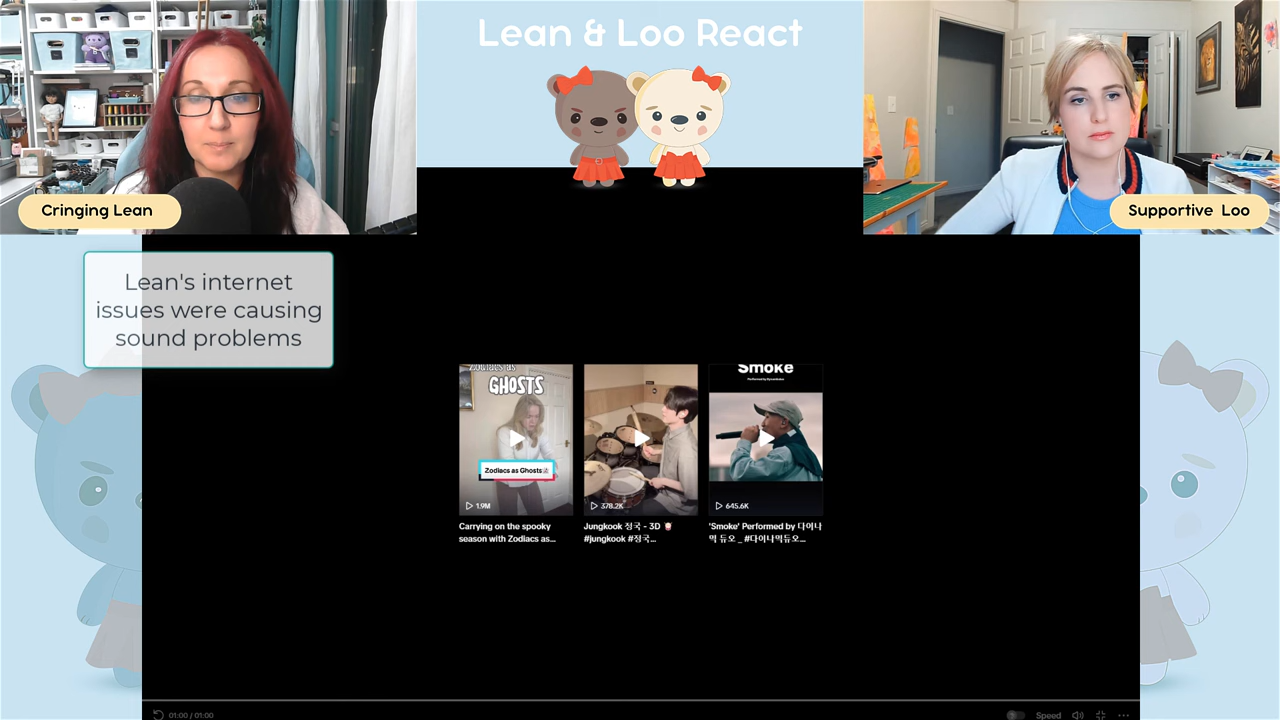 Lean & Loo React
Cringing Lean
Supportive Loo
Lean's internet
issues were causing
sound problems
Zodiacs as
GHOSTS
Zodiacs as Ghosts
1.9M
Carrying on the spooky
season with Zodiacs as...
378.2K
Jungkook 정국 - 3D
#jungkook #정국...
Smoke
645.6K
'Smoke' Performed by 다이나
믹 듀오 _ #다이나믹듀오...
01:00 / 01:00
Speed